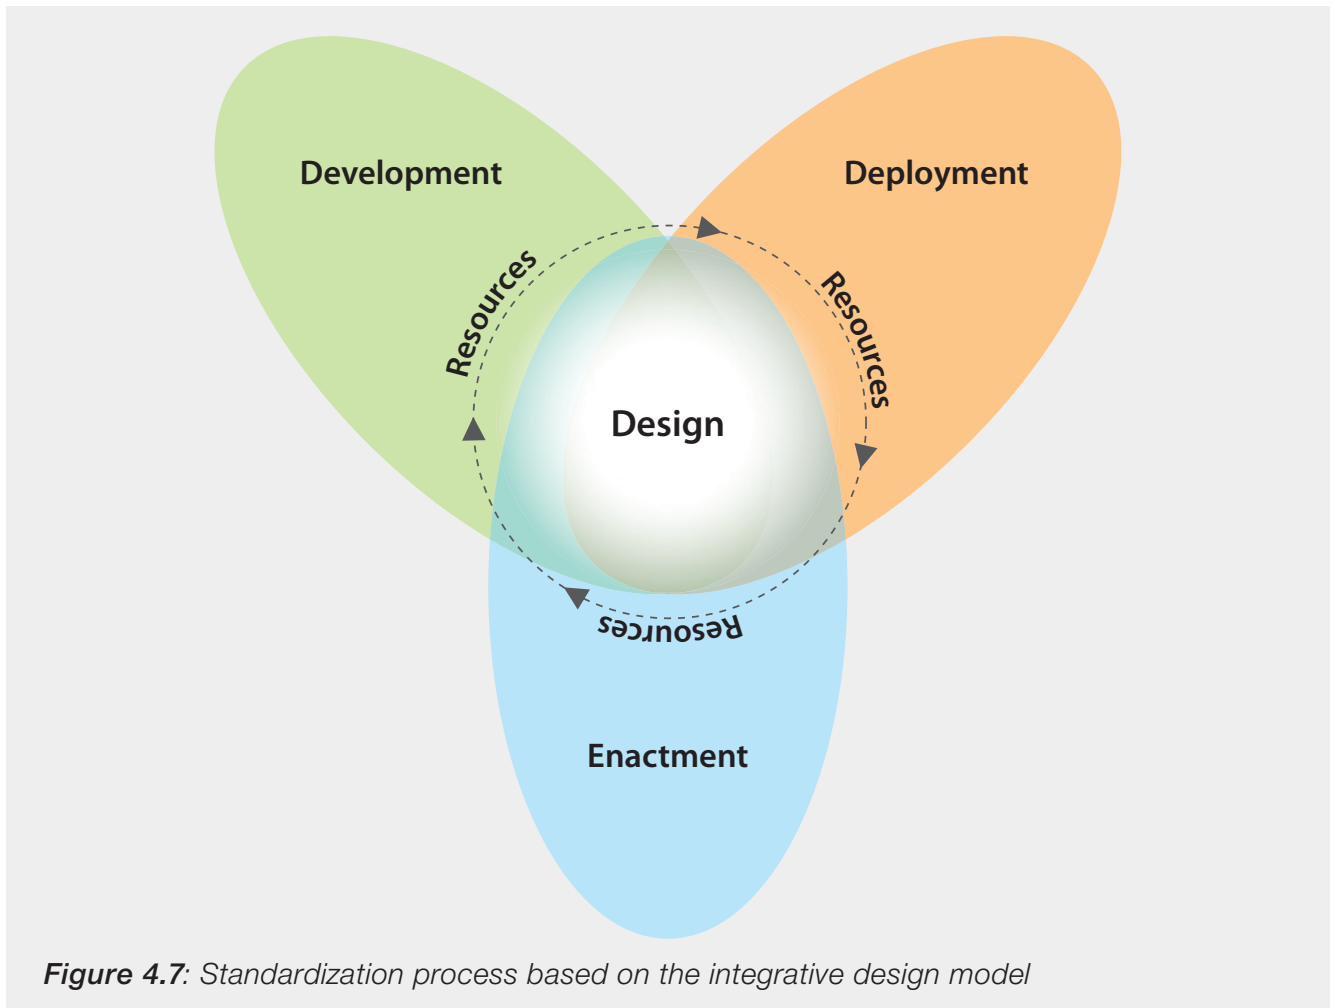 Development
Deployment
Resources
Resources
Design
Resources
Enactment
Figure 4.7: Standardization process based on the integrative design model